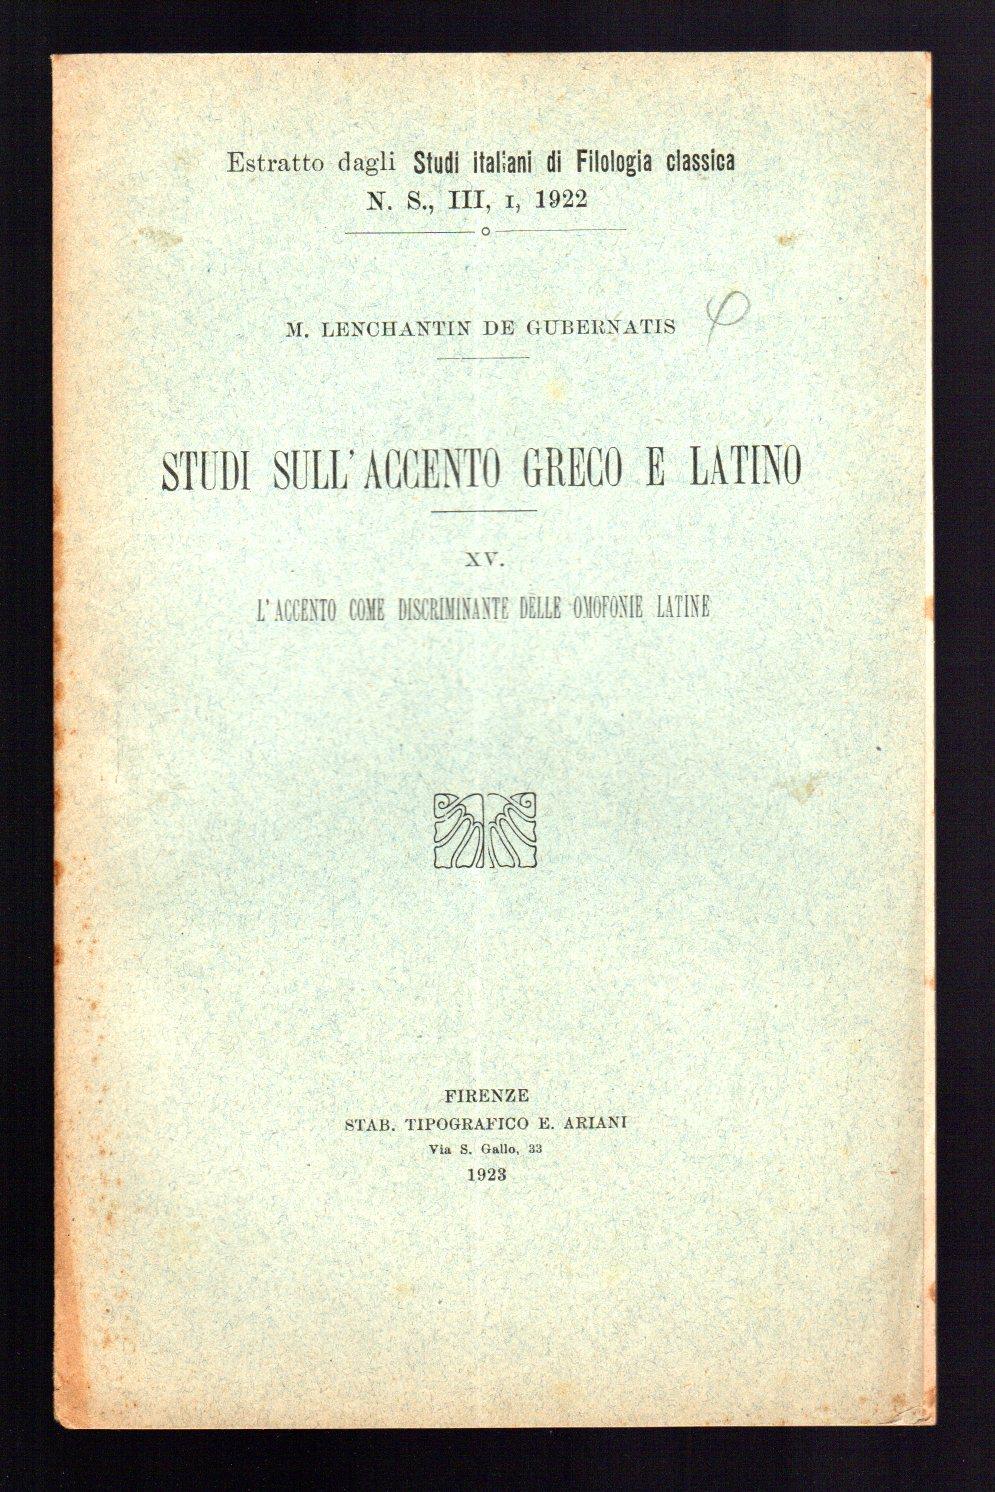 Estratto dagli Studi italiani di Filologia classica
N. S., III, I, 1922
M. LENCHANTIN DE GUBERNATIS
φ
STUDI SULL'ACCENTO GRECO E LATINO
XV.
L'ACCENTO COME DISCRIMINANTE DELLE OMOFONIE LATINE
FIRENZE
STAB. TIPOGRAFICO E. ARIANI
Via S. Gallo, 33
1923